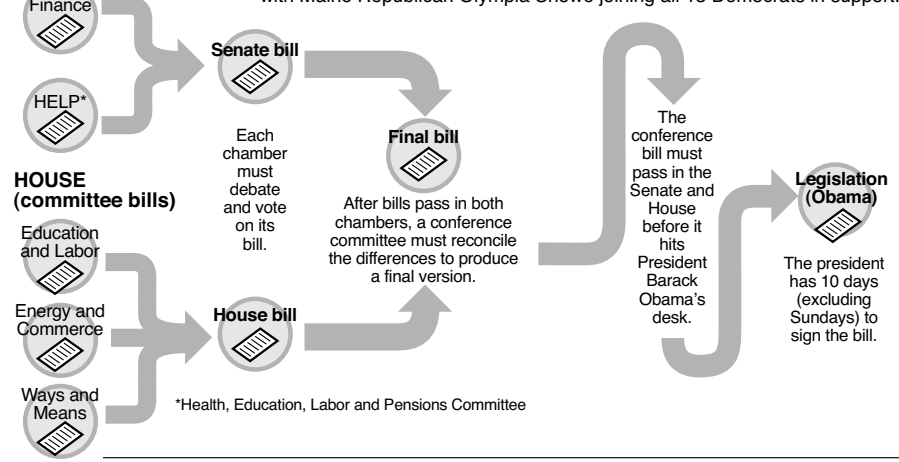 with Maine Republican Olympia Snowe joining all 13 Democrats in support.
Finance
HELP*
Senate bill
Each
chamber
must
debate
and vote
on its
bill.
HOUSE
(committee bills)
Education
and Labor
Energy and
Commerce
Ways and
Means
House bill
Final bill
After bills pass in both
chambers, a conference
committee must reconcile
the differences to produce
a final version.
The
conference
bill must
pass in the
Senate and
House
before it
hits
President
Barack
Obama's
desk.
Legislation
(Obama)
The president
has 10 days
(excluding
Sundays) to
sign the bill.
*Health, Education, Labor and Pensions Committee